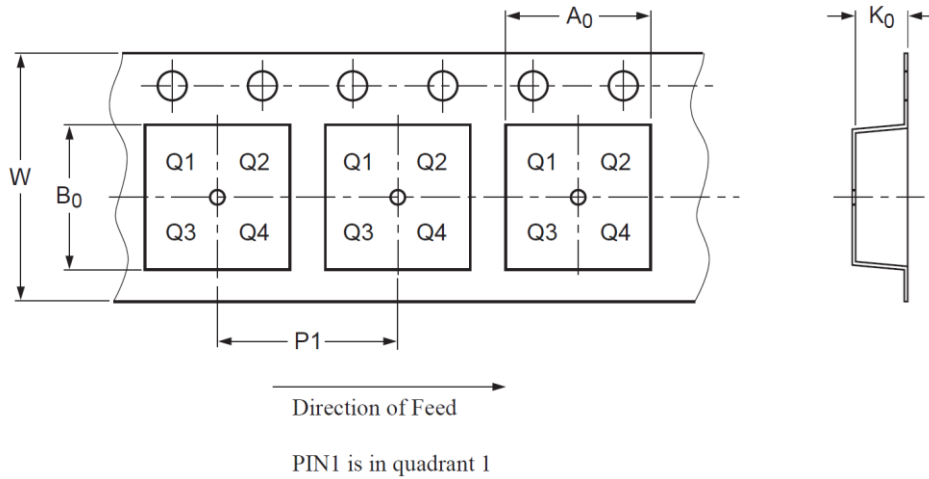 A0
K0
W
B0
Q1 Q2
Q3 Q4
Q1 Q2
Q3 Q4
Q1 Q2
Q3 Q4
P1
Direction of Feed
PIN1 is in quadrant 1